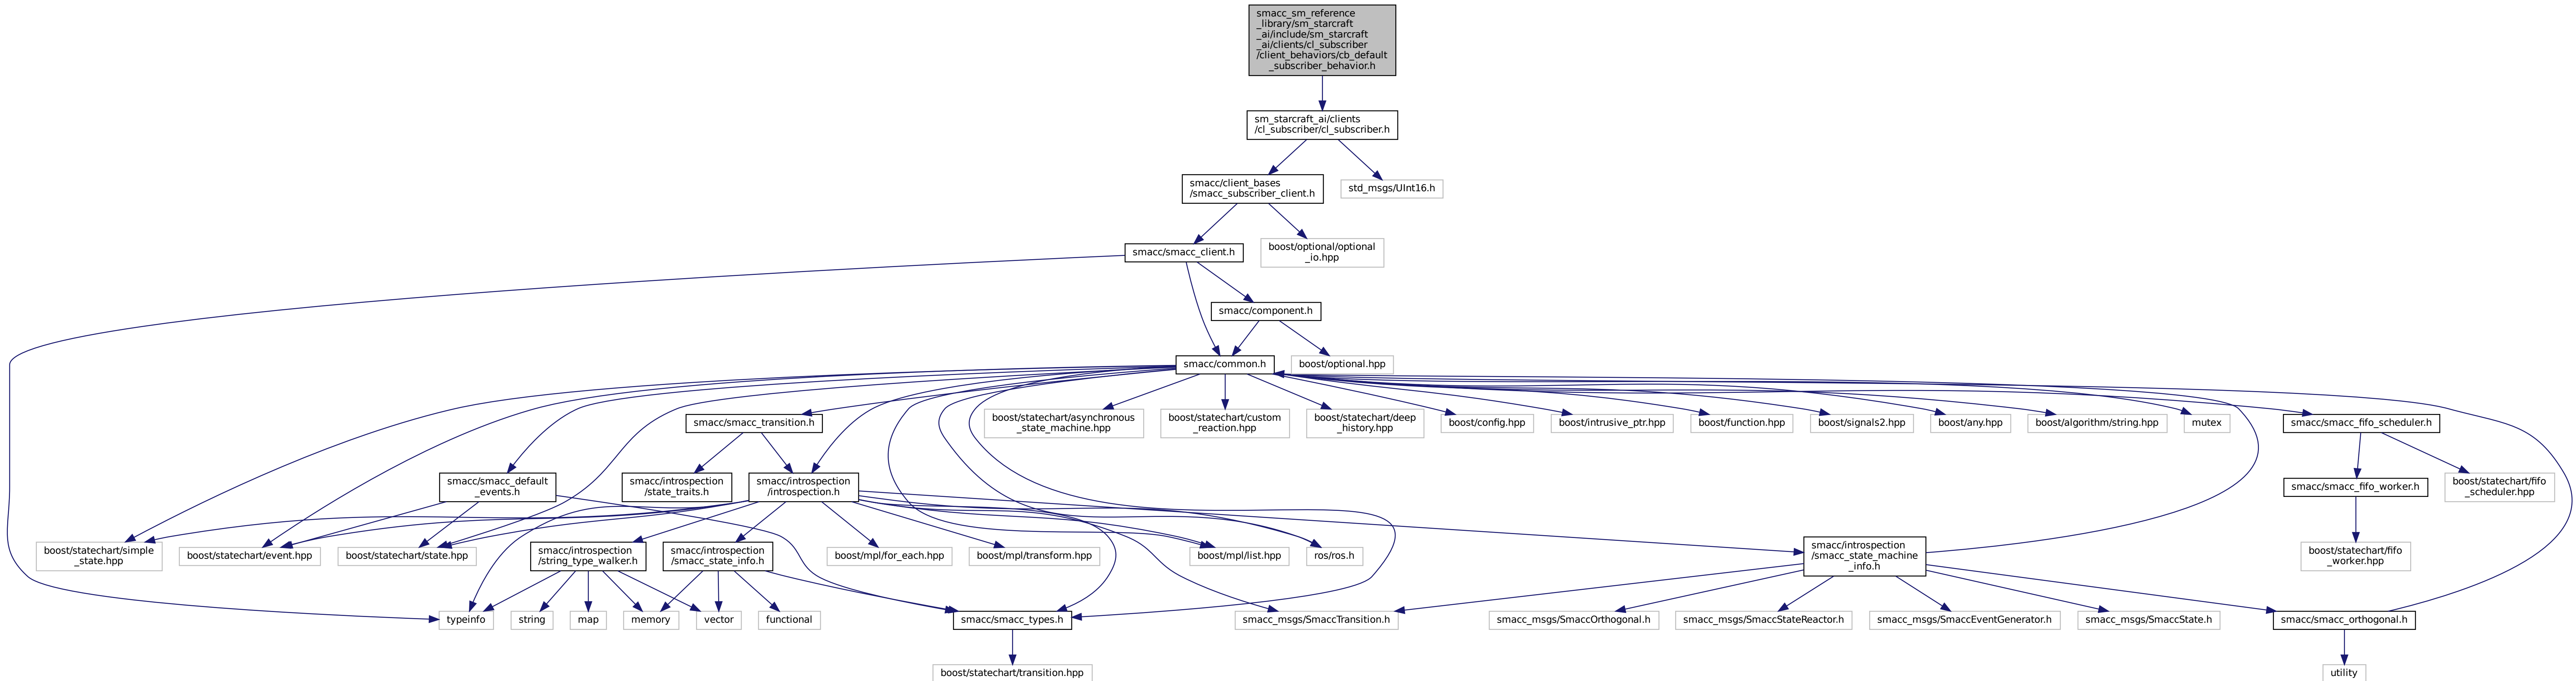 smacc_sm_reference
_library/sm_starcraft
_ai/include/sm_starcraft
_ai/clients/cl_subscriber
/client_behaviors/cb_default
_subscriber_behavior.h
sm_starcraft_ai/clients
/cl_subscriber/cl_subscriber.h
smacc/client_bases
/smacc_subscriber_client.h
std_msgs/UInt16.h
smacc/smacc_client.h
boost/optional/optional
_io.hpp
smacc/component.h
smacc/common.h
boost/optional.hpp
smacc/smacc_transition.h
boost/statechart/asynchronous
_state_machine.hpp
boost/statechart/custom
_reaction.hpp
boost/statechart/deep
_history.hpp
boost/config.hpp
boost/intrusive_ptr.hpp
boost/function.hpp
boost/signals2.hpp
boost/any.hpp
boost/algorithm/string.hpp
mutex
smacc/smacc_fifo_scheduler.h
smacc/smacc_default
_events.h
smacc/introspection
/state_traits.h
smacc/introspection
/introspection.h
smacc/smacc_fifo_worker.h
boost/statechart/fifo
_scheduler.hpp
boost/statechart/simple
_state.hpp
boost/statechart/event.hpp
boost/statechart/state.hpp
smacc/introspection
/string_type_walker.h
smacc/introspection
/smacc_state_info.h
boost/mpl/for_each.hpp
boost/mpl/transform.hpp
boost/mpl/list.hpp
ros/ros.h
smacc/introspection
/smacc_state_machine
_info.h
boost/statechart/fifo
_worker.hpp
typeinfo
string
map
memory
vector
functional
smacc/smacc_types.h
smacc_msgs/SmaccTransition.h
smacc_msgs/SmaccOrthogonal.h
smacc_msgs/SmaccStateReactor.h
smacc_msgs/SmaccEventGenerator.h
smacc_msgs/SmaccState.h
smacc/smacc_orthogonal.h
boost/statechart/transition.hpp
utility